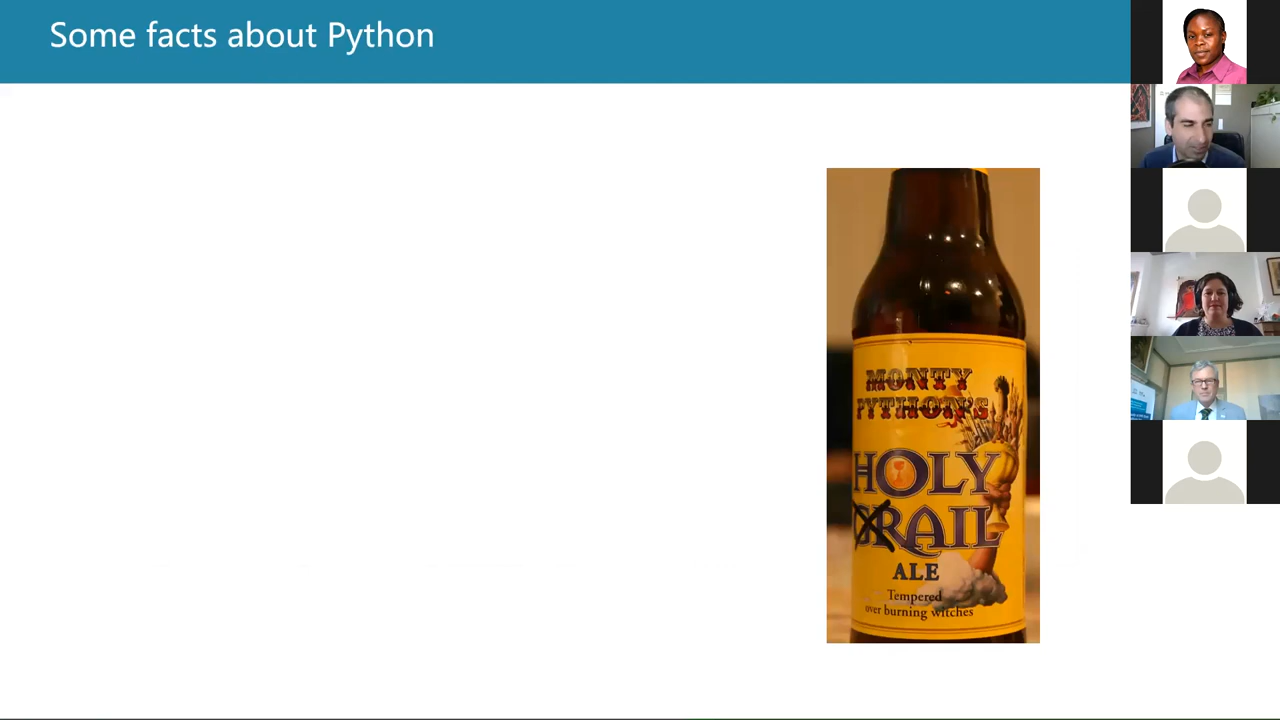 Some facts about Python
MONTY
PYTHON'S
HOLY
GRAIL
ALE
Tempered
over burning witches